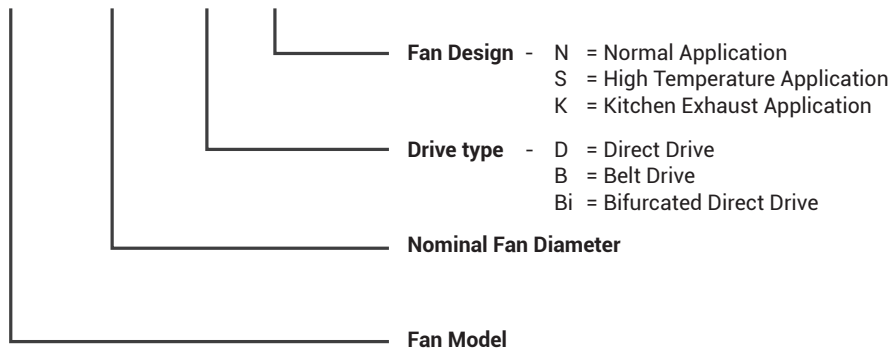 Fan Design - N = Normal Application
S = High Temperature Application
K = Kitchen Exhaust Application
Drive type - D = Direct Drive
B = Belt Drive
Bi = Bifurcated Direct Drive
Nominal Fan Diameter
Fan Model